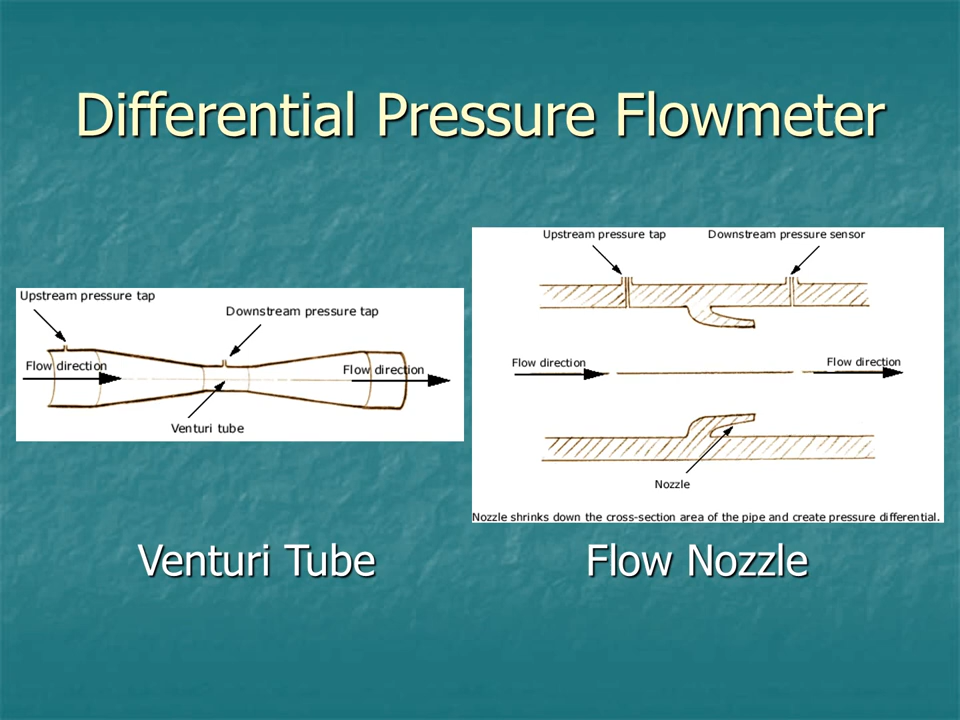 Differential Pressure Flowmeter
Upstream pressure tap
Downstream pressure tap
Flow direction
Flow direction
Venturi tube
Upstream pressure tap
Downstream pressure sensor
Flow direction
Flow direction
Nozzle
Nozzle shrinks down the cross-section area of the pipe and create pressure differential.
Venturi Tube
Flow Nozzle